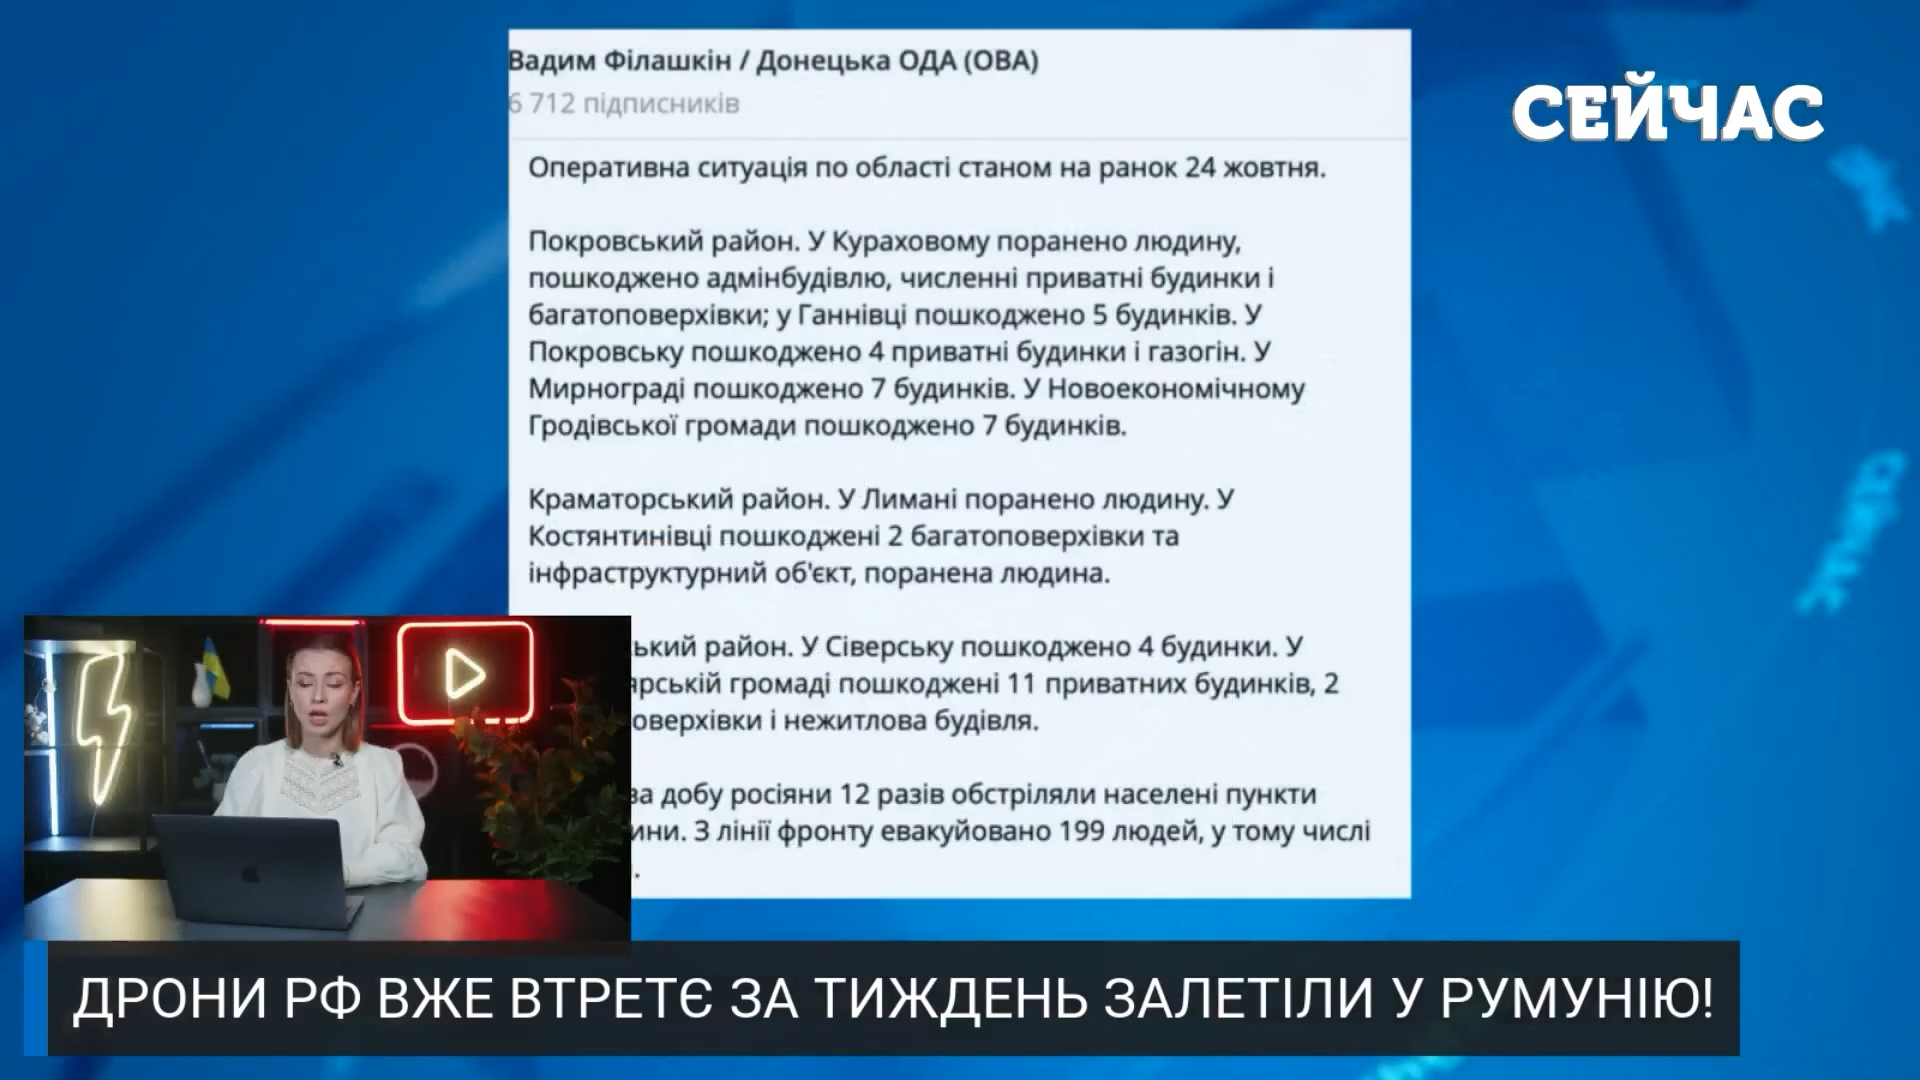 Вадим Філашкін / Донецька ОДА (ОВА)
6 712 підписників
СЕЙЧАС
Оперативна ситуація по області станом на ранок 24 жовтня.
Покровський район. У Кураховому поранено людину,
пошкоджено адмінбудівлю, численні приватні будинки і
багатоповерхівки; у Ганнівці пошкоджено 5 будинків. У
Покровську пошкоджено 4 приватні будинки і газогін. У
Мирнограді пошкоджено 7 будинків. У Новоекономічному
Гродівської громади пошкоджено 7 будинків.
Краматорський район. У Лимані поранено людину. У
Костянтинівці пошкоджені 2 багатоповерхівки та
інфраструктурний об'єкт, поранена людина.
район. У Сіверську пошкоджено 4 будинки. У
громаді пошкоджені 11 приватних будинків, 2
і нежитлова будівля.
за добу росіяни 12 разів обстріляли населені пункти
З лінії фронту евакуйовано 199 людей, у тому числі
ДРОНИ РФ ВЖЕ ВТРЕТЄ ЗА ТИЖДЕНЬ ЗАЛЕТІЛИ У РУМУНІЮ!